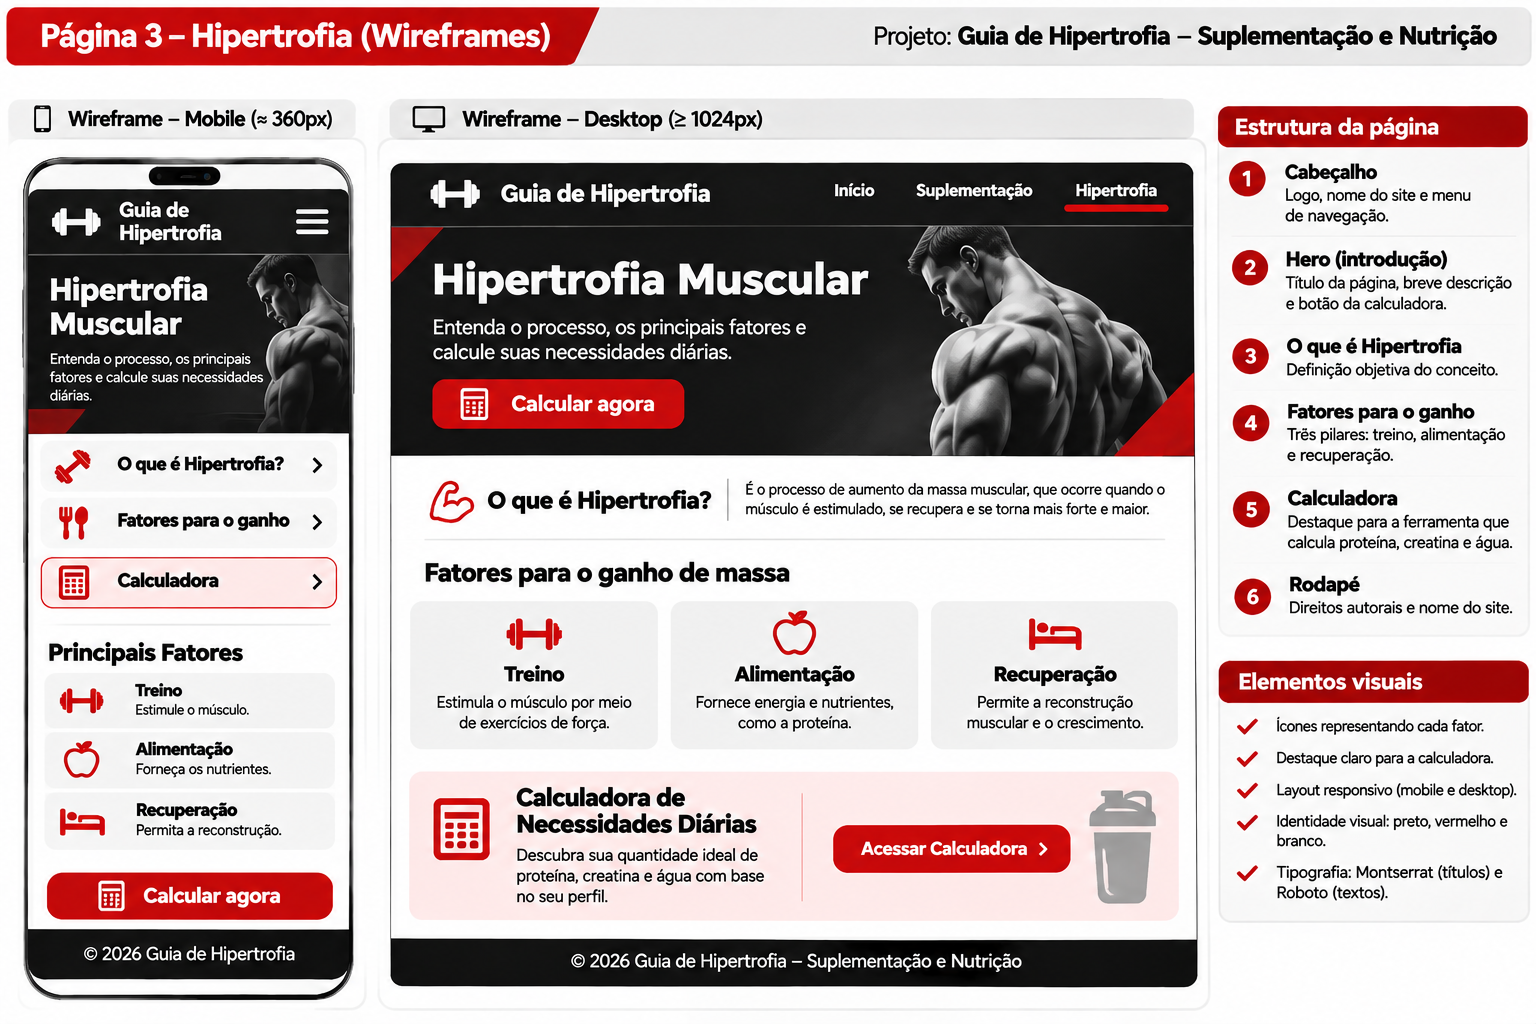 Página 3 – Hipertrofia (Wireframes)
Projeto: Guia de Hipertrofia – Suplementação e Nutrição
Wireframe – Mobile (≈ 360px)
Guia de
Hipertrofia
Hipertrofia
Muscular
Entenda o processo, os principais
fatores e calcule suas necessidades
diárias.
O que é Hipertrofia?
Fatores para o ganho
Calculadora
Principais Fatores
Treino
Estimule o músculo.
Alimentação
Forneça os nutrientes.
Recuperação
Permita a reconstrução.
Calcular agora
© 2026 Guia de Hipertrofia
Wireframe – Desktop (≥ 1024px)
Guia de Hipertrofia
Início
Suplementação
Hipertrofia
Hipertrofia Muscular
Entenda o processo, os principais fatores e
calcule suas necessidades diárias.
Calcular agora
O que é Hipertrofia?
É o processo de aumento da massa muscular, que ocorre quando o
músculo é estimulado, se recupera e se torna mais forte e maior.
Fatores para o ganho de massa
Treino
Estimula o músculo por meio
de exercícios de força.
Alimentação
Fornece energia e nutrientes,
como a proteína.
Recuperação
Permite a reconstrução
muscular e o crescimento.
Calculadora de
Necessidades Diárias
Descubra sua quantidade ideal de
proteína, creatina e água com base
no seu perfil.
Acessar Calculadora
© 2026 Guia de Hipertrofia – Suplementação e Nutrição
Estrutura da página
1
Cabeçalho
Logo, nome do site e menu
de navegação.
2
Hero (introdução)
Título da página, breve descrição
e botão da calculadora.
3
O que é Hipertrofia
Definição objetiva do conceito.
4
Fatores para o ganho
Três pilares: treino, alimentação
e recuperação.
5
Calculadora
Destaque para a ferramenta que
calcula proteína, creatina e água.
6
Rodapé
Direitos autorais e nome do site.
Elementos visuais
Ícones representando cada fator.
Destaque claro para a calculadora.
Layout responsivo (mobile e desktop).
Identidade visual: preto, vermelho e
branco.
Tipografia: Montserrat (títulos) e
Roboto (textos).